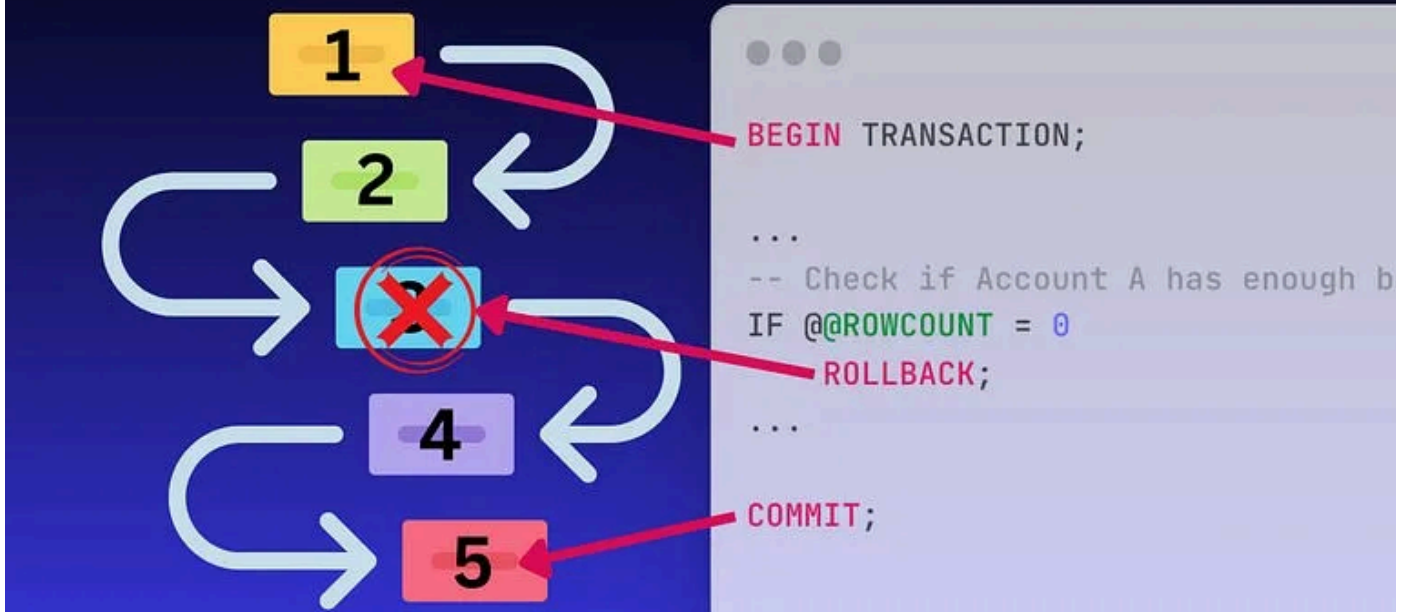 1
2
4
5
BEGIN TRANSACTION;
...
-- Check if Account A has enough
IF @@ROWCOUNT = 0
ROLLBACK;
...
COMMIT;